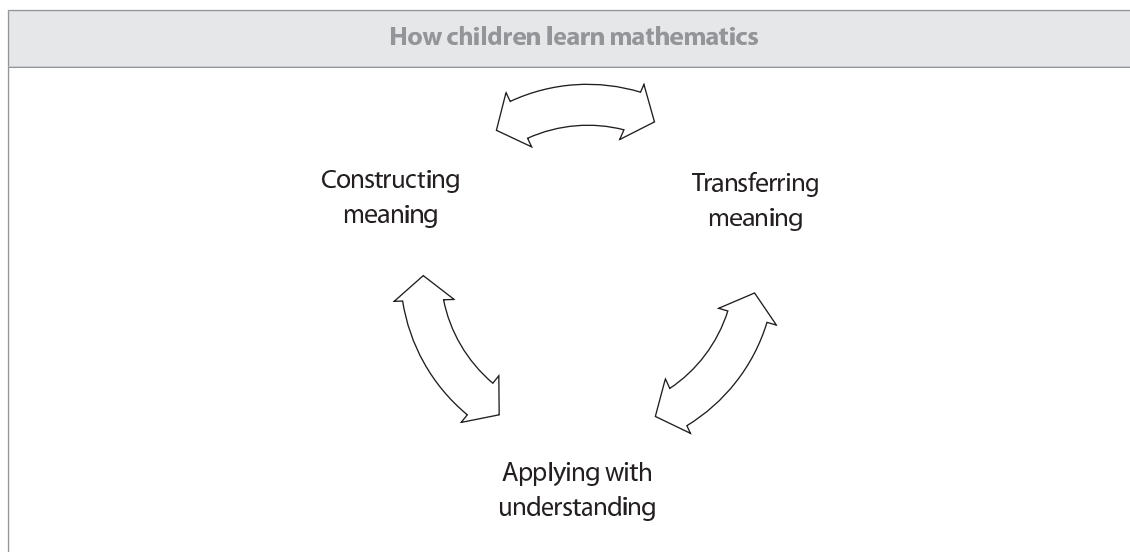 How children learn mathematics
Constructing
meaning
Transferring
meaning
Applying with
understanding